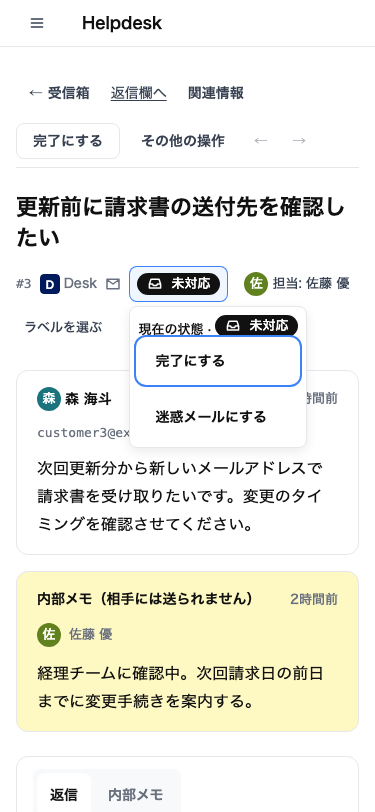 Helpdesk
← 受信箱 返信欄へ 関連情報
完了にする その他の操作 ← →
更新前に請求書の送付先を確認し
たい
#3 D Desk 未対応 佐 担当: 佐藤 優
ラベルを選ぶ
現在の状態 · 未対応
完了にする
迷惑メールにする
森 森 海斗 時間前
customer3@ex
次回更新分から新しいメールアドレスで
請求書を受け取りたいです。変更のタイ
ミングを確認させてください。
内部メモ（相手には送られません） 2時間前
佐 佐藤 優
経理チームに確認中。次回請求日の前日
までに変更手続きを案内する。
返信 内部メモ